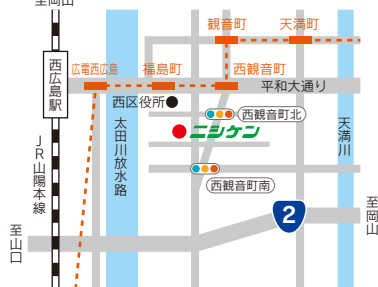 至岡山
観音町
天満町
広電西広島
福島町
西観音町
平和大通り
西広島駅
西区役所
西観音町北
ニシケン
太田川放水路
天満川
JR山陽本線
西観音町南
2
至岡山
至山口